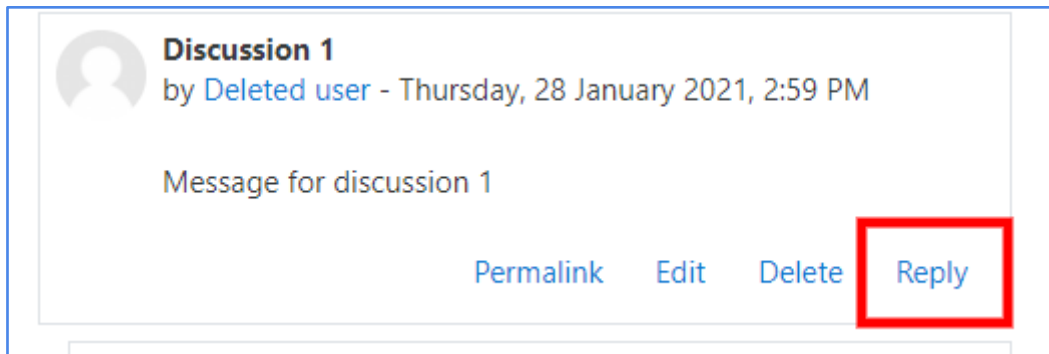 Discussion 1
by Deleted user - Thursday, 28 January 2021, 2:59 PM
Message for discussion 1
Permalink Edit Delete Reply